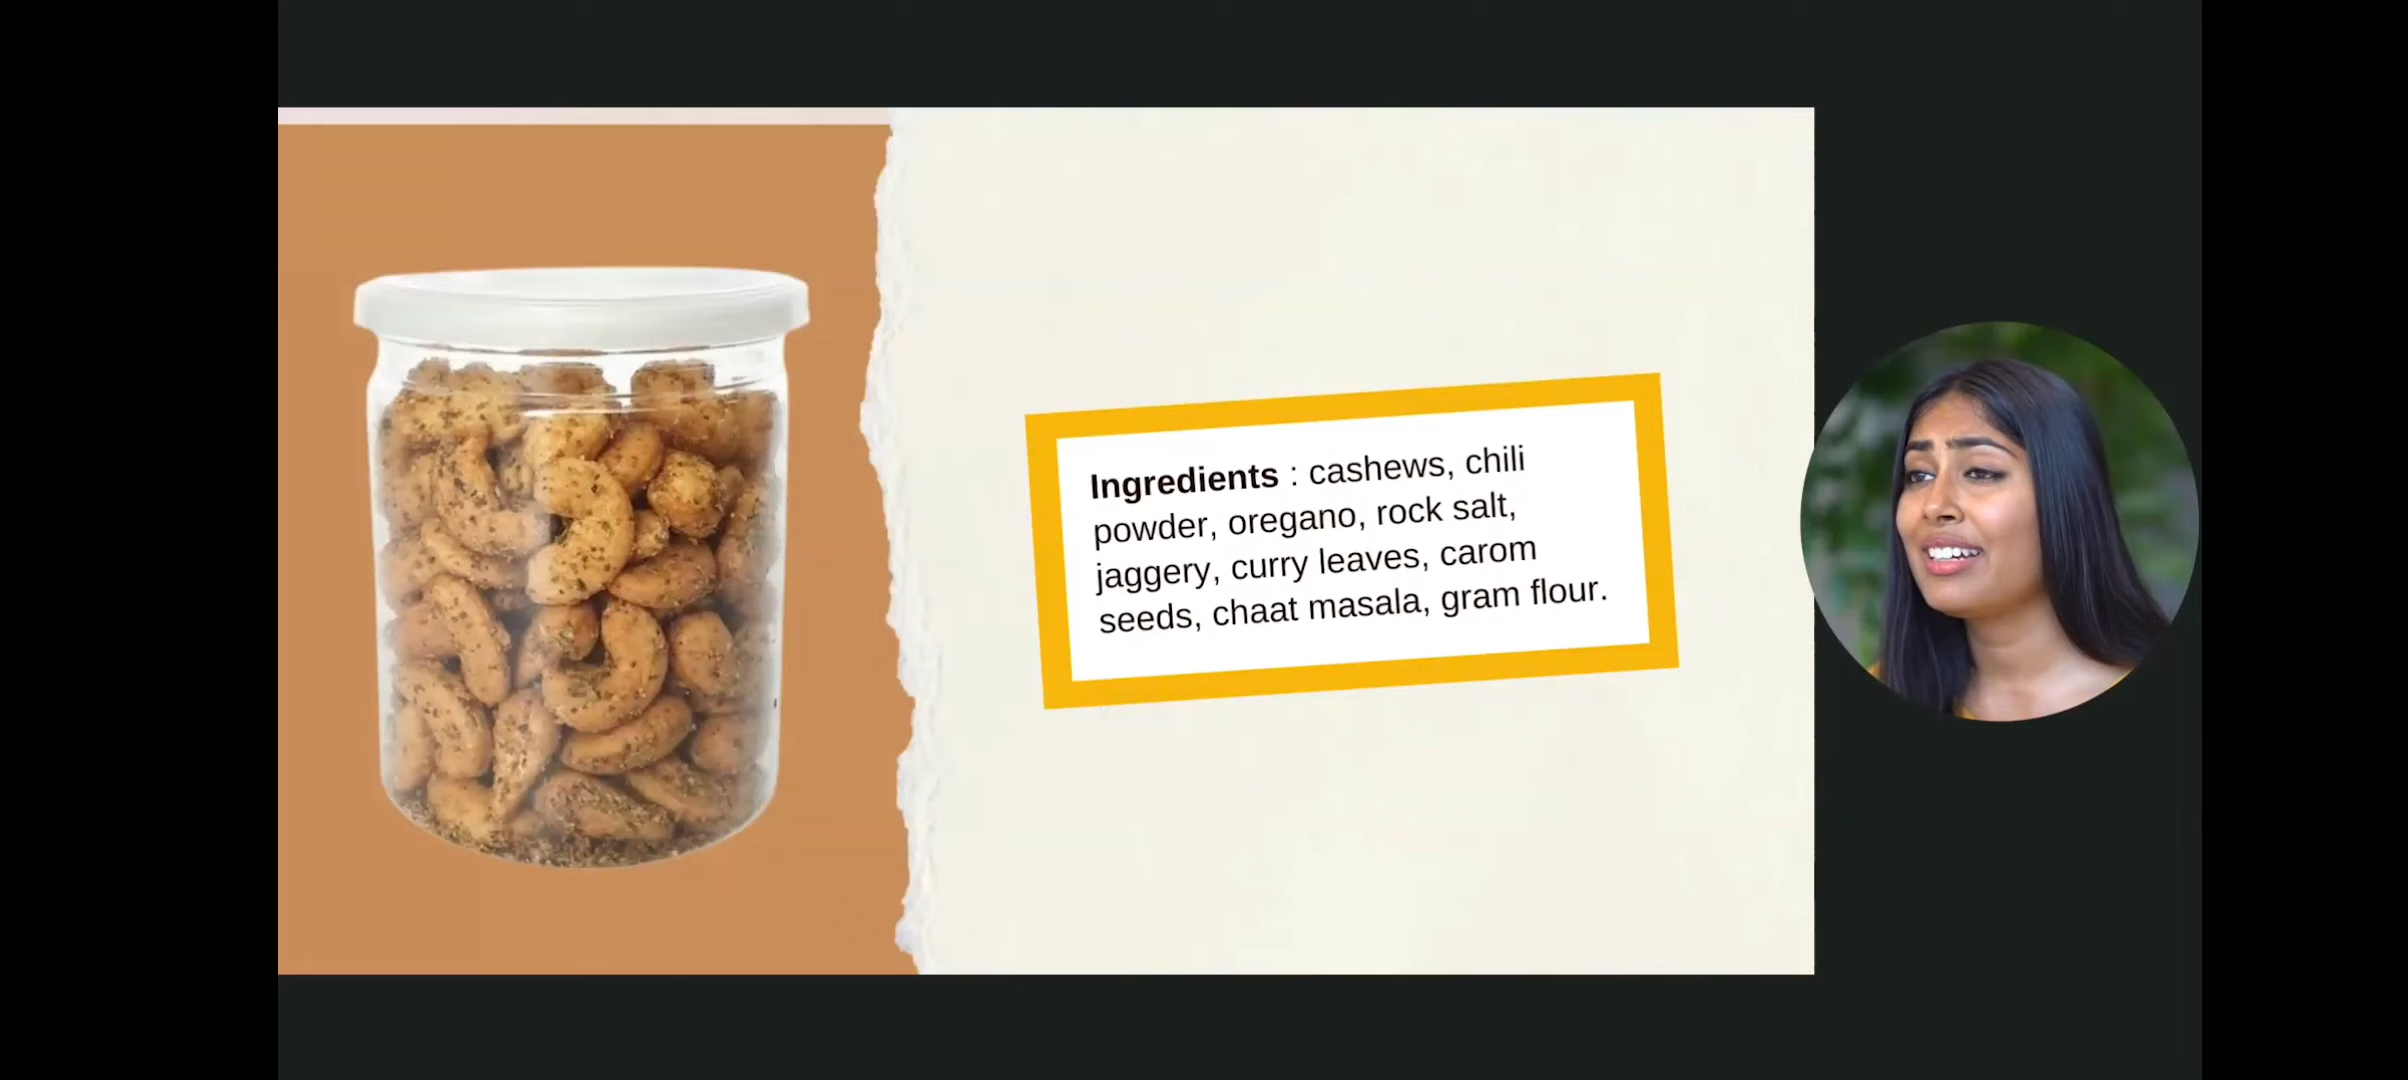 Ingredients : cashews, chili
powder, oregano, rock salt,
jaggery, curry leaves, carom
seeds, chaat masala, gram flour.